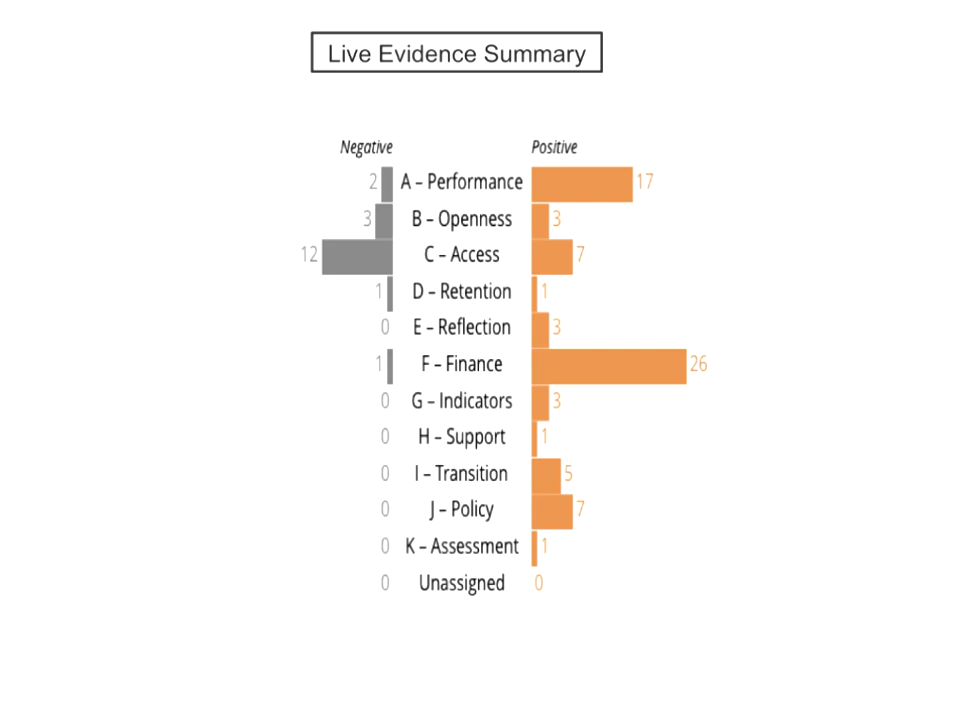 Live Evidence Summary
Negative Positive
2 A – Performance 17
3 B – Openness 3
12 C – Access 7
1 D – Retention 1
0 E – Reflection 3
1 F – Finance 26
0 G – Indicators 3
0 H – Support 1
0 I – Transition 5
0 J – Policy 7
0 K – Assessment 1
0 Unassigned 0